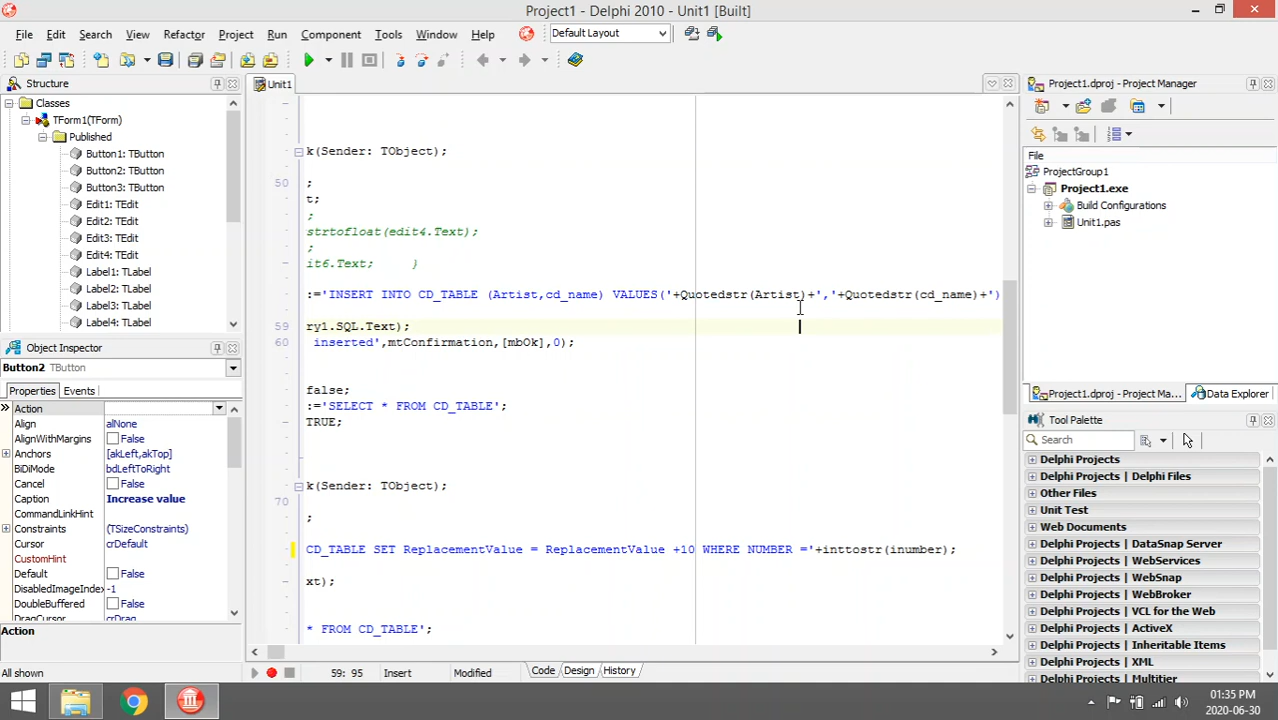 Project1 - Delphi 2010 - Unit1 [Built]
File Edit Search View Refactor Project Run Component Tools Window Help Default Layout
Structure
Classes
TForm1(TForm)
Published
Button1: TButton
Button2: TButton
Button3: TButton
Edit1: TEdit
Edit2: TEdit
Edit3: TEdit
Edit4: TEdit
Label1: TLabel
Label2: TLabel
Label3: TLabel
Label4: TLabel
Object Inspector
Button2 TButton
Properties Events
Action
Align alNone
AlignWithMargins False
Anchors [akLeft,akTop]
BiDiMode bdLeftToRight
Cancel False
Caption Increase value
CommandLinkHint
Constraints (TSizeConstraints)
Cursor crDefault
CustomHint
Default False
DisabledImageIndex -1
DoubleBuffered False
DragCursor crDrag
Action
All shown
Unit1
k(Sender: TObject);
50 ;
t;
;
strtofloat(edit4.Text);
;
it6.Text; }
:='INSERT INTO CD_TABLE (Artist,cd_name) VALUES('+Quotedstr(Artist)+','+Quotedstr(cd_name)+')
59 ry1.SQL.Text);
60 inserted',mtConfirmation,[mbOk],0);
false;
:='SELECT * FROM CD_TABLE';
TRUE;
k(Sender: TObject);
70
;
CD_TABLE SET ReplacementValue = ReplacementValue +10 WHERE NUMBER ='+inttostr(inumber);
xt);
* FROM CD_TABLE';
59: 95 Insert Modified Code Design History
Project1.dproj - Project Manager
File
ProjectGroup1
Project1.exe
Build Configurations
Unit1.pas
Project1.dproj - Project Ma... Data Explorer
Tool Palette
Search
Delphi Projects
Delphi Projects | Delphi Files
Other Files
Unit Test
Web Documents
Delphi Projects | DataSnap Server
Delphi Projects | WebServices
Delphi Projects | WebSnap
Delphi Projects | WebBroker
Delphi Projects | VCL for the Web
Delphi Projects | ActiveX
Delphi Projects | Inheritable Items
Delphi Projects | XML
Delphi Projects | Multitier
01:35 PM
2020-06-30